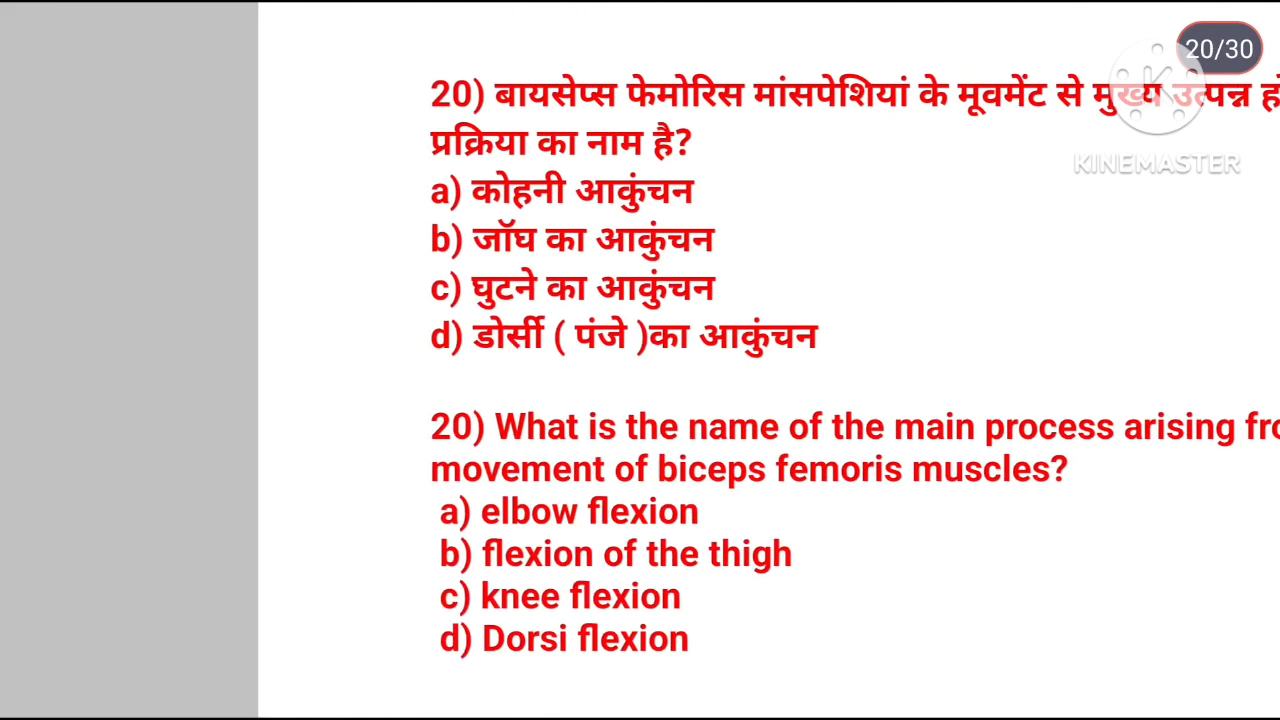 20/30
KINEMASTER
20) बायसेप्स फेमोरिस मांसपेशियां के मूवमेंट से मुख्य उत्पन्न
प्रक्रिया का नाम है?
a) कोहनी आकुंचन
b) जॉघ का आकुंचन
c) घुटने का आकुंचन
d) डोर्सी ( पंजे )का आकुंचन
20) What is the name of the main process arising
movement of biceps femoris muscles?
a) elbow flexion
b) flexion of the thigh
c) knee flexion
d) Dorsi flexion